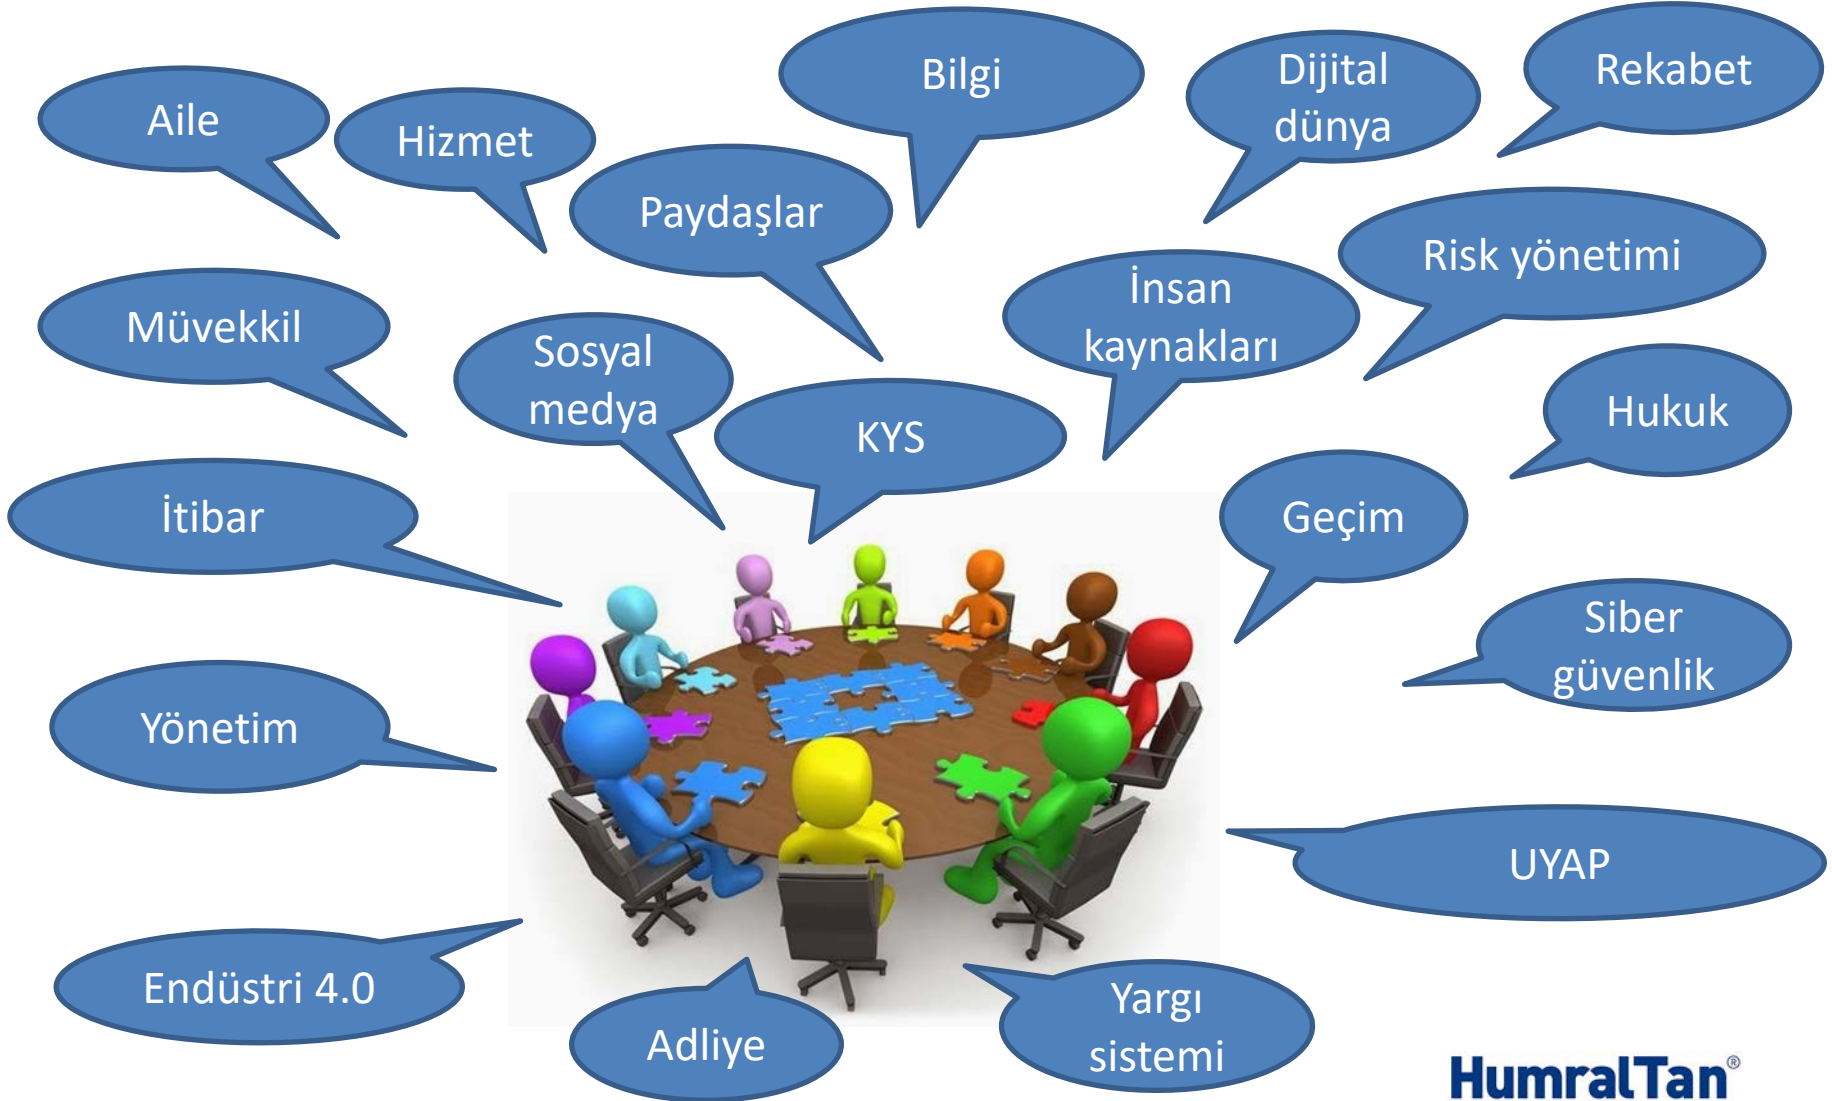 Bilgi
Dijital
dünya
Rekabet
Aile
Hizmet
Paydaşlar
Risk yönetimi
İnsan
kaynakları
Müvekkil
Sosyal
medya
KYS
Hukuk
İtibar
Geçim
Siber
güvenlik
Yönetim
UYAP
Endüstri 4.0
Adliye
Yargı
sistemi
HumralTan®